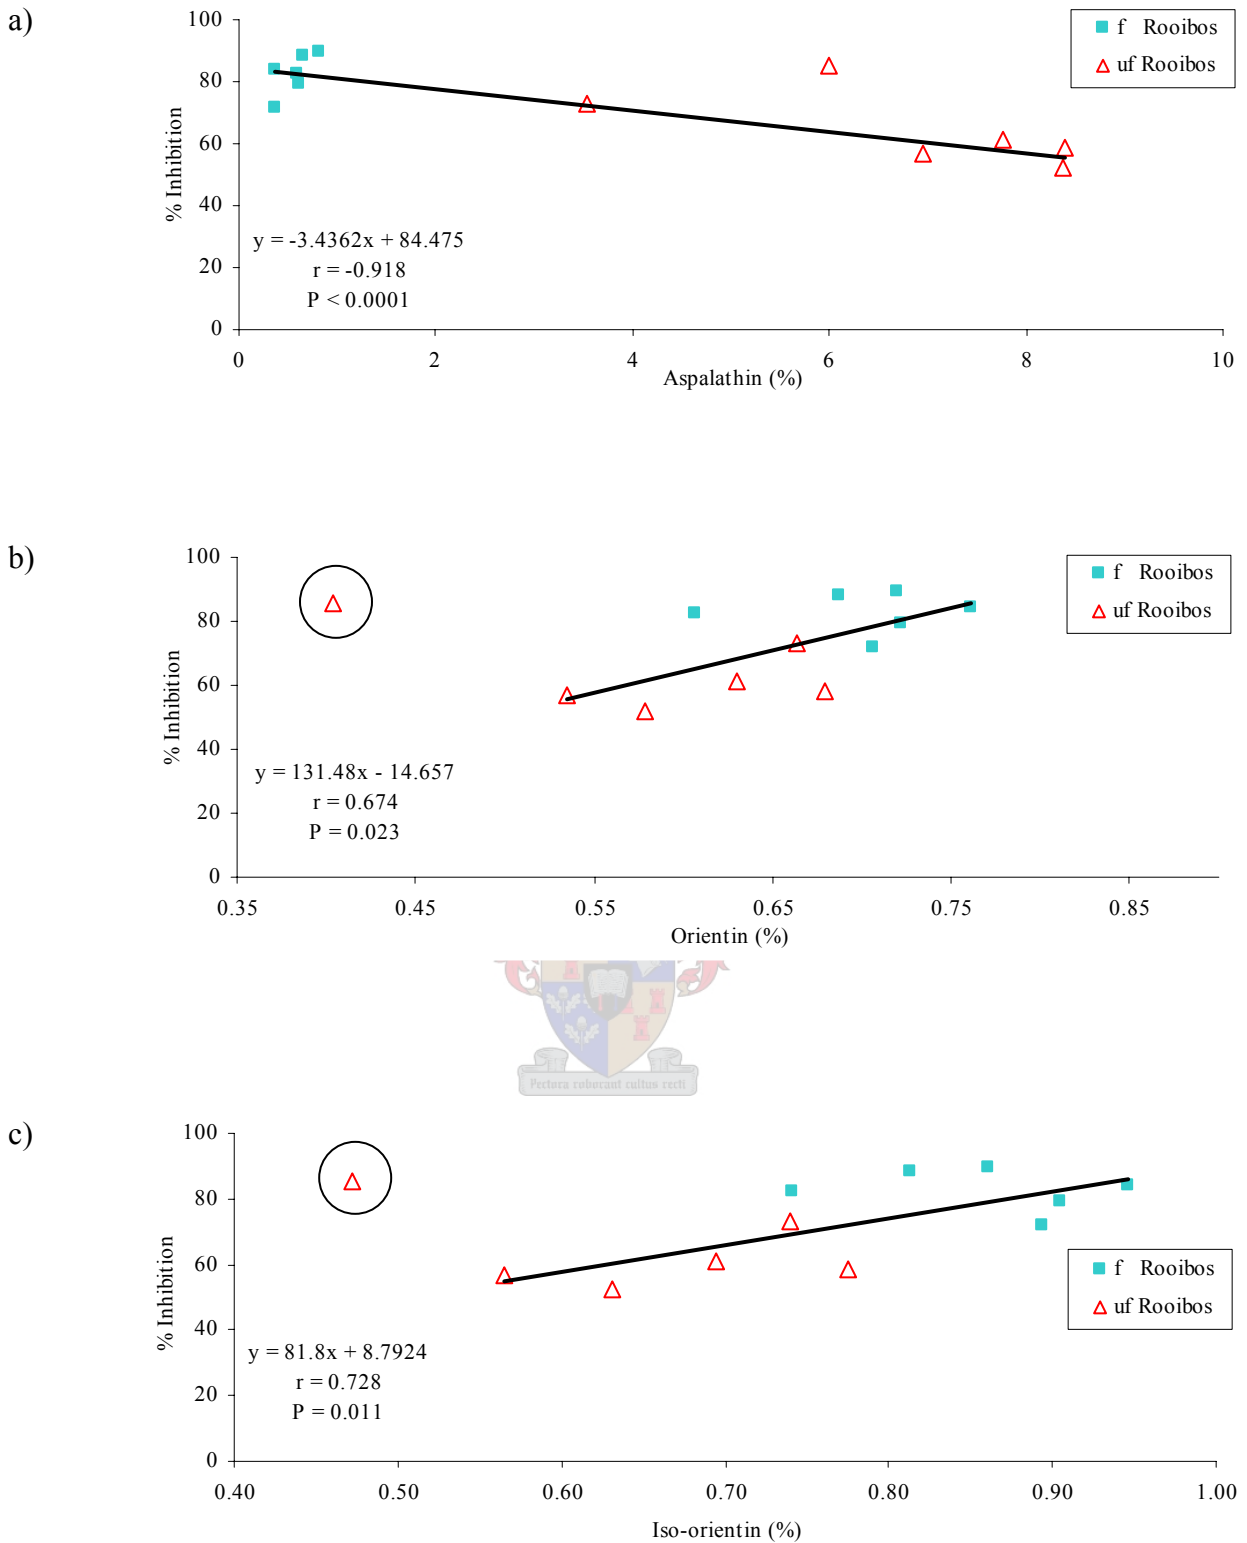 a)
100
80
60
40
20
0
% Inhibition
f Rooibos
uf Rooibos
y = -3.4362x + 84.475
r = -0.918
P < 0.0001
0 2 4 6 8 10
Aspalathin (%)
b)
100
80
60
40
20
0
% Inhibition
f Rooibos
uf Rooibos
y = 131.48x - 14.657
r = 0.674
P = 0.023
0.35 0.45 0.55 0.65 0.75 0.85
Orientin (%)
Pectora roborant cultus recti
c)
100
80
60
40
20
0
% Inhibition
f Rooibos
uf Rooibos
y = 81.8x + 8.7924
r = 0.728
P = 0.011
0.40 0.50 0.60 0.70 0.80 0.90 1.00
Iso-orientin (%)